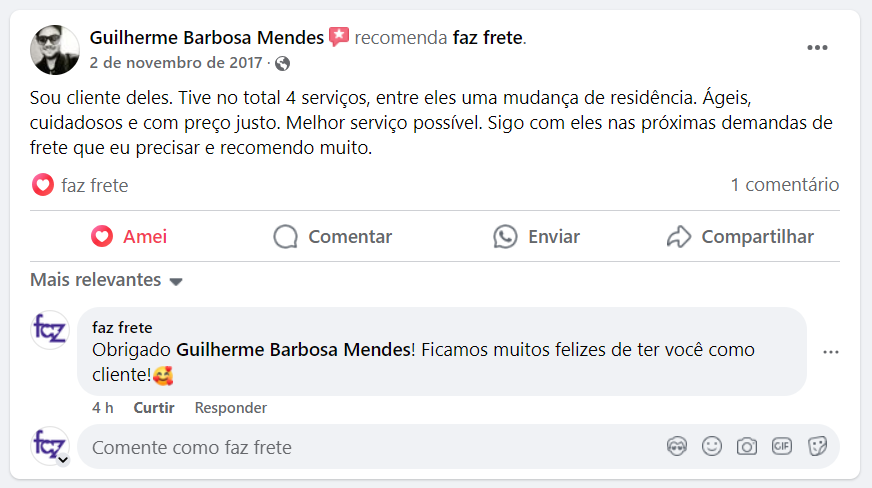 Guilherme Barbosa Mendes recomenda faz frete.
2 de novembro de 2017 ·
Sou cliente deles. Tive no total 4 serviços, entre eles uma mudança de residência. Ágeis,
cuidadosos e com preço justo. Melhor serviço possível. Sigo com eles nas próximas demandas de
frete que eu precisar e recomendo muito.
faz frete 1 comentário
Amei Comentar Enviar Compartilhar
Mais relevantes
faz frete
Obrigado Guilherme Barbosa Mendes! Ficamos muitos felizes de ter você como
cliente!🥰
4 h Curtir Responder
fcz
Comente como faz frete GIF